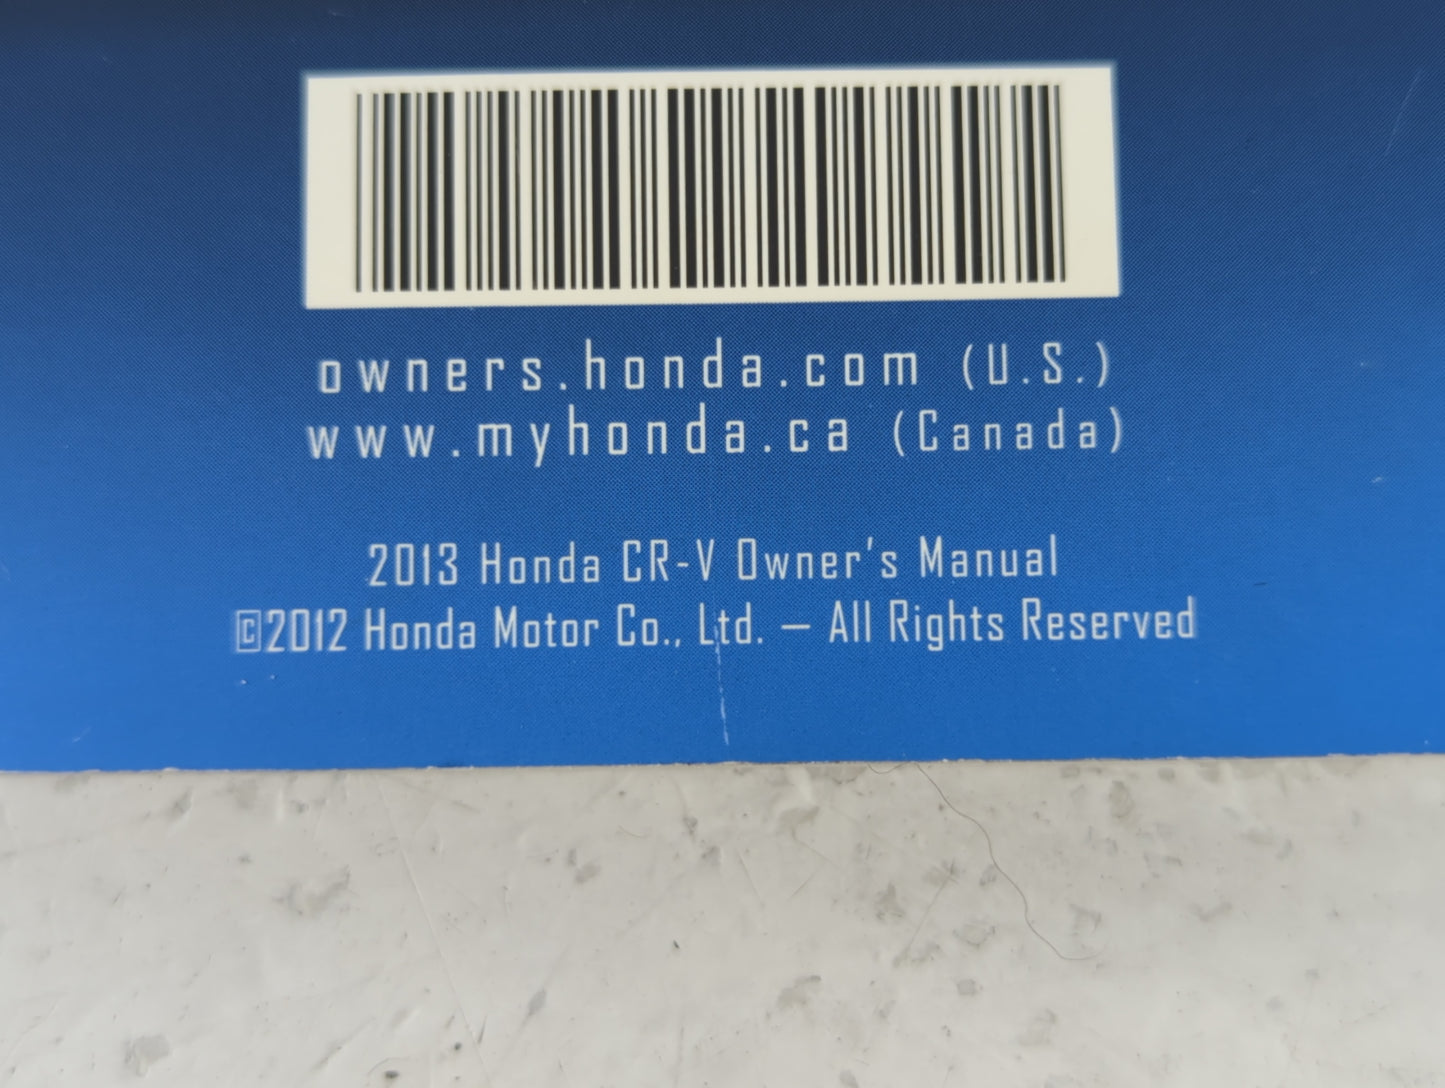 owners.honda.com (U.S.)
www.myhonda.ca (Canada)
2013 Honda CR-V Owner's Manual
©2012 Honda Motor Co., Ltd. — All Rights Reserved